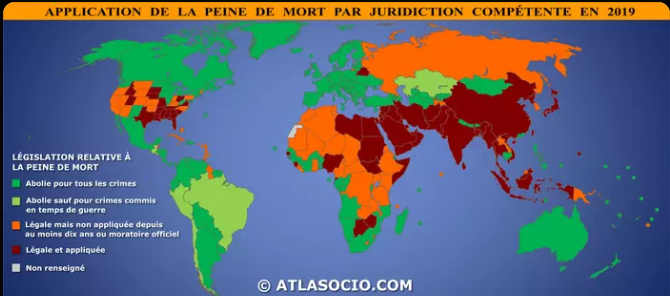 APPLICATION DE LA PEINE DE MORT PAR JURIDICTION COMPÉTENTE EN 2019
LÉGISLATION RELATIVE À
LA PEINE DE MORT
Abolie pour tous les crimes
Abolie sauf pour crimes commis
en temps de guerre
Légale mais non appliquée depuis
au moins dix ans ou moratoire officiel
Légale et appliquée
Non renseigné
© ATLASOCIO.COM